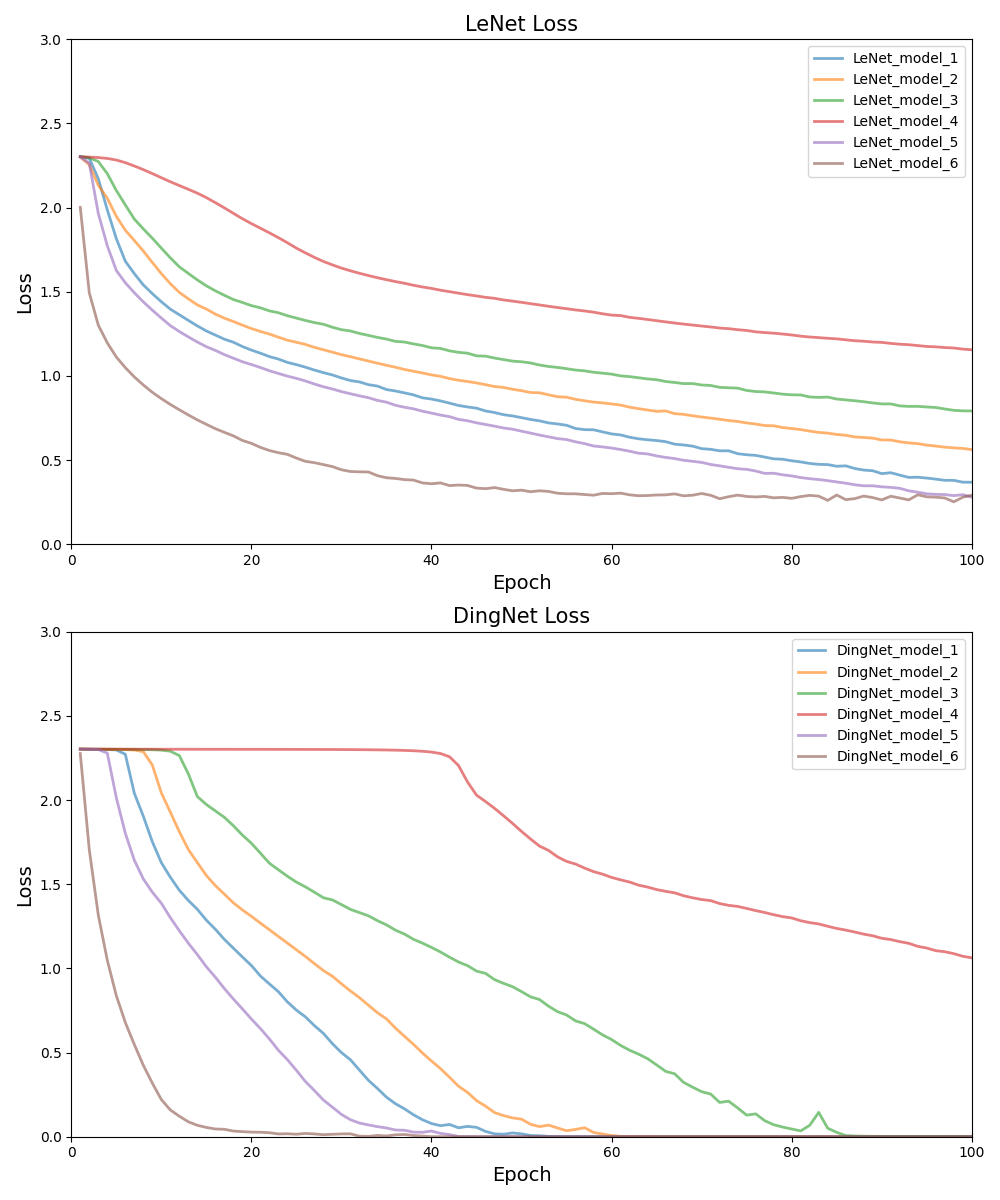 LeNet Loss
3.0
2.5
2.0
1.5
1.0
0.5
0.0
Loss
LeNet_model_1
LeNet_model_2
LeNet_model_3
LeNet_model_4
LeNet_model_5
LeNet_model_6
0 20 40 60 80 100
Epoch
DingNet Loss
3.0
2.5
2.0
1.5
1.0
0.5
0.0
Loss
DingNet_model_1
DingNet_model_2
DingNet_model_3
DingNet_model_4
DingNet_model_5
DingNet_model_6
0 20 40 60 80 100
Epoch